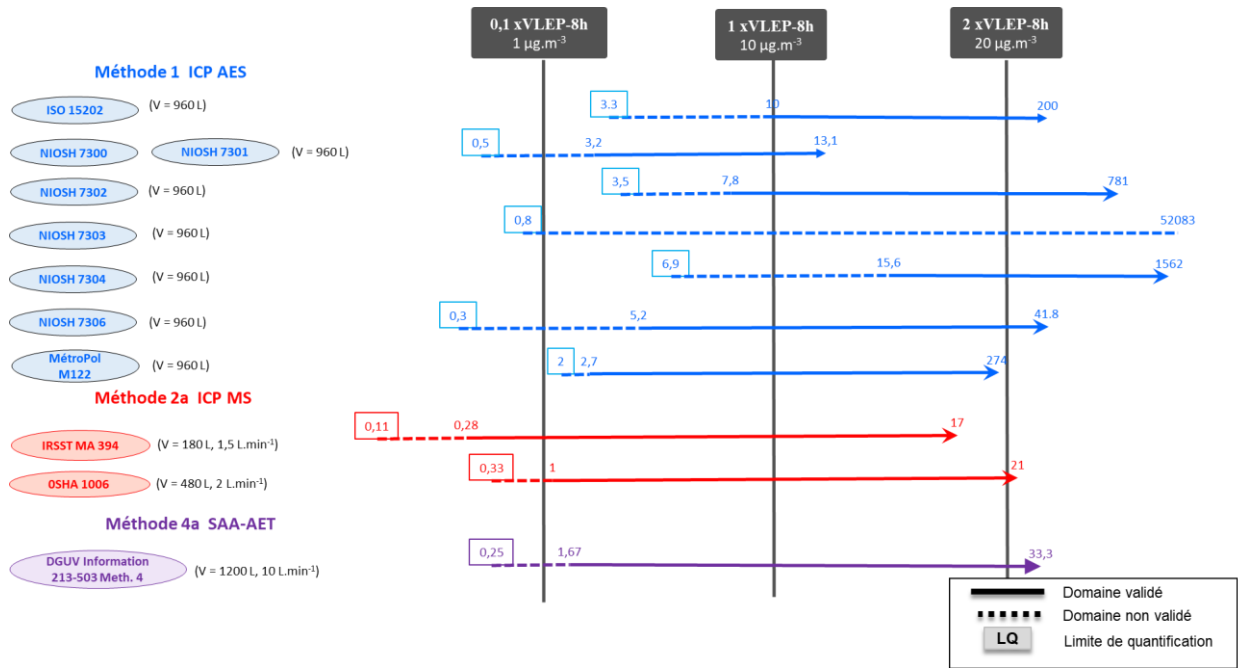 0,1 xVLEP-8h
1 µg.m⁻³
1 xVLEP-8h
10 µg.m⁻³
2 xVLEP-8h
20 µg.m⁻³
Méthode 1 ICP AES
ISO 15202 (V = 960 L) 3.3 10 200
NIOSH 7300 NIOSH 7301 (V = 960 L) 0,5 3,2 13,1
NIOSH 7302 (V = 960 L) 3,5 7,8 781
NIOSH 7303 (V = 960 L) 0,8 52083
NIOSH 7304 (V = 960 L) 6,9 15,6 1562
NIOSH 7306 (V = 960 L) 0,3 5,2 41.8
MétroPol
M122
(V = 960 L) 2 2,7 274
Méthode 2a ICP MS
IRSST MA 394 (V = 180 L, 1,5 L.min⁻¹) 0,11 0,28 17
0SHA 1006 (V = 480 L, 2 L.min⁻¹) 0,33 1 21
Méthode 4a SAA-AET
DGUV Information
213-503 Meth. 4
(V = 1200 L, 10 L.min⁻¹) 0,25 1,67 33,3
Domaine validé
Domaine non validé
LQ Limite de quantification